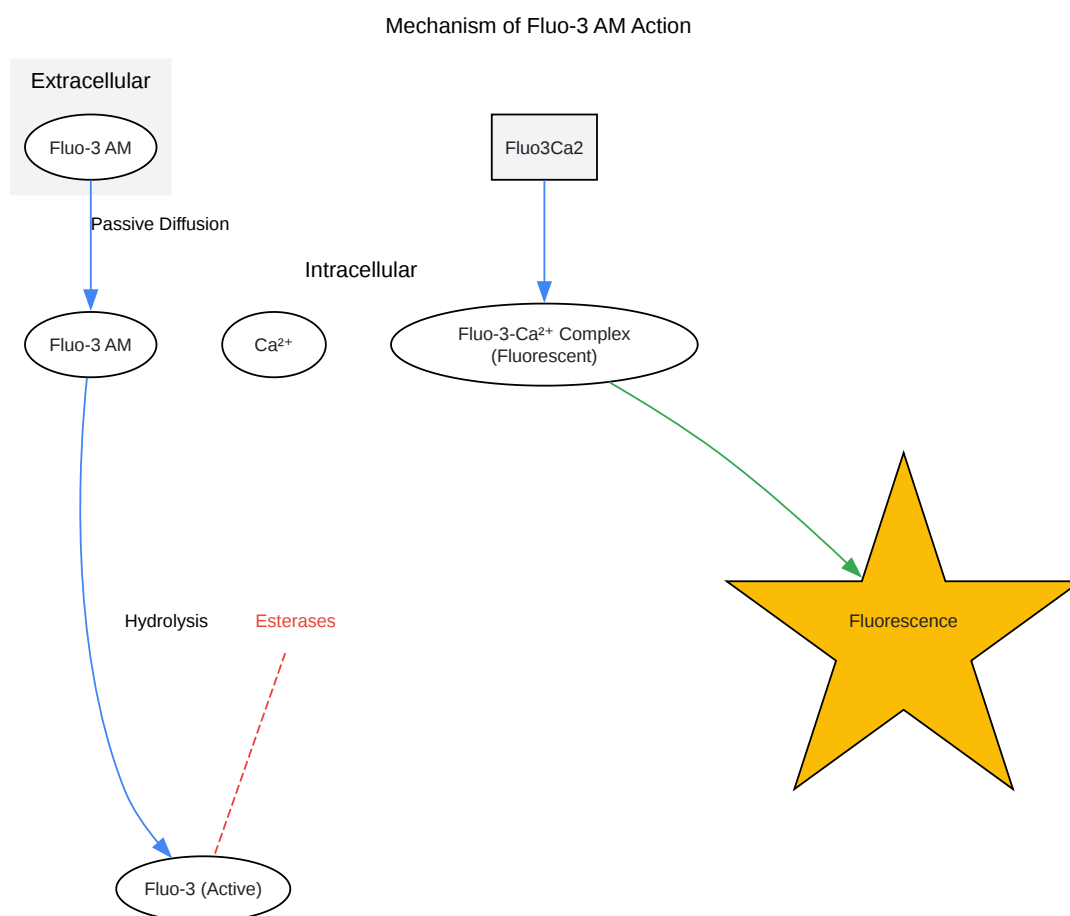 Mechanism of Fluo-3 AM Action
Extracellular
Fluo-3 AM
Fluo3Ca2
Passive Diffusion
Intracellular
Fluo-3 AM
Ca²⁺
Fluo-3-Ca²⁺ Complex
(Fluorescent)
Hydrolysis
Esterases
Fluorescence
Fluo-3 (Active)